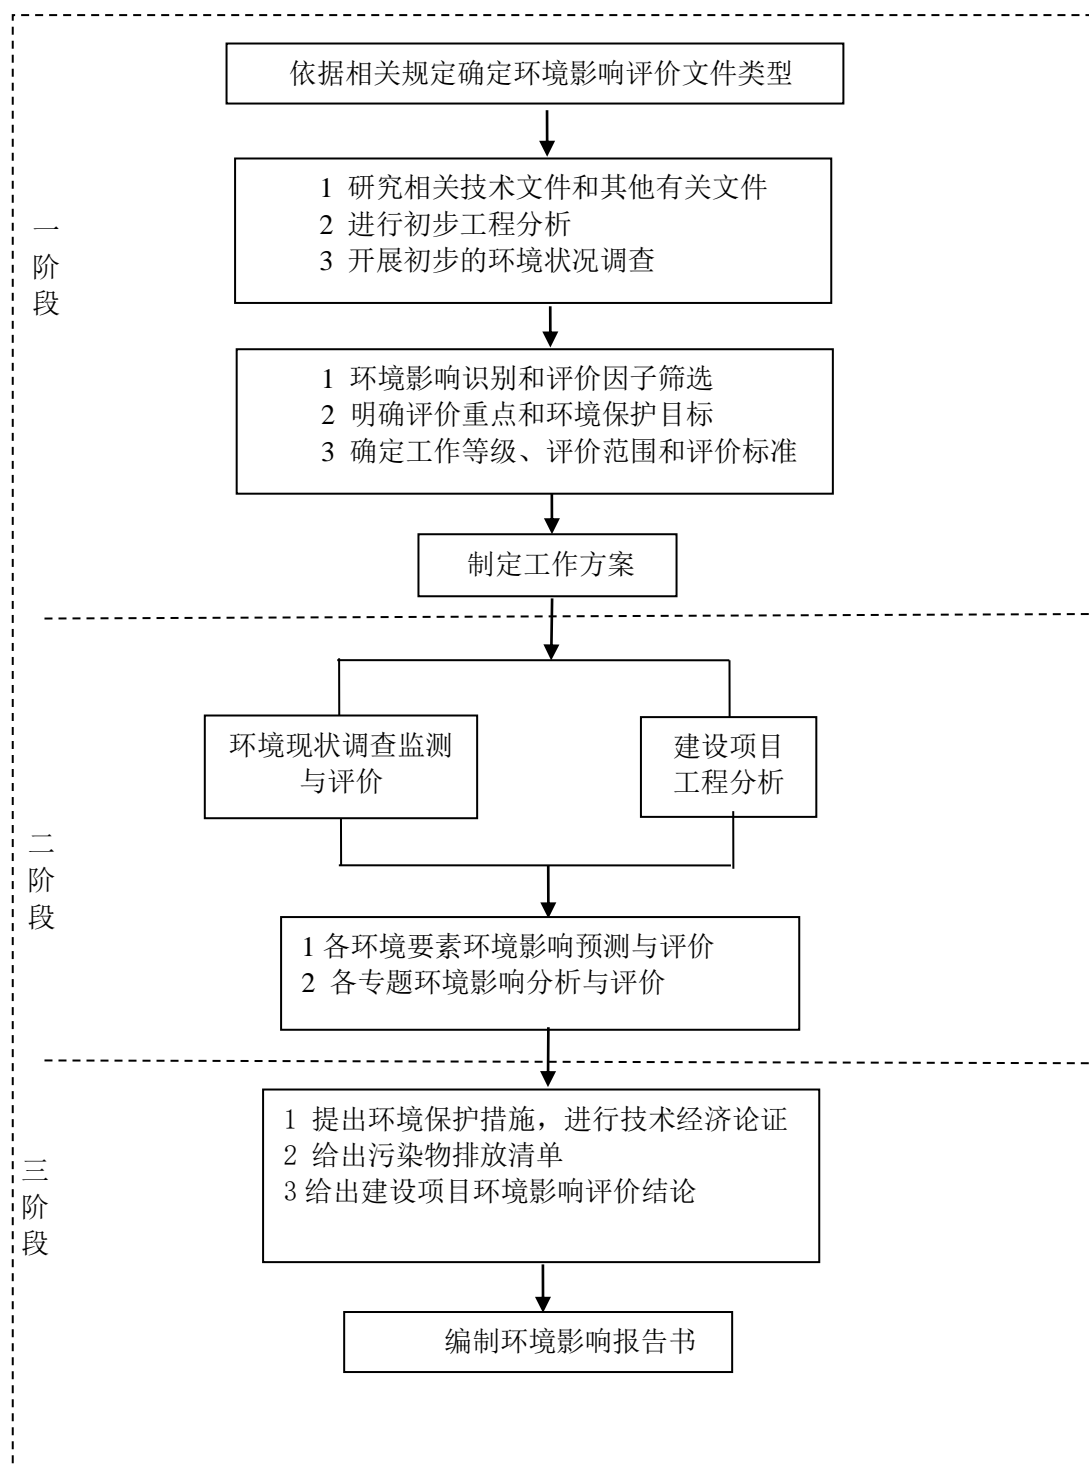 依据相关规定确定环境影响评价文件类型
1 研究相关技术文件和其他有关文件
2 进行初步工程分析
3 开展初步的环境状况调查
一
阶
段
1 环境影响识别和评价因子筛选
2 明确评价重点和环境保护目标
3 确定工作等级、评价范围和评价标准
制定工作方案
环境现状调查监测
与评价
建设项目
工程分析
二
阶
段
1 各环境要素环境影响预测与评价
2 各专题环境影响分析与评价
三
阶
段
1 提出环境保护措施，进行技术经济论证
2 给出污染物排放清单
3 给出建设项目环境影响评价结论
编制环境影响报告书